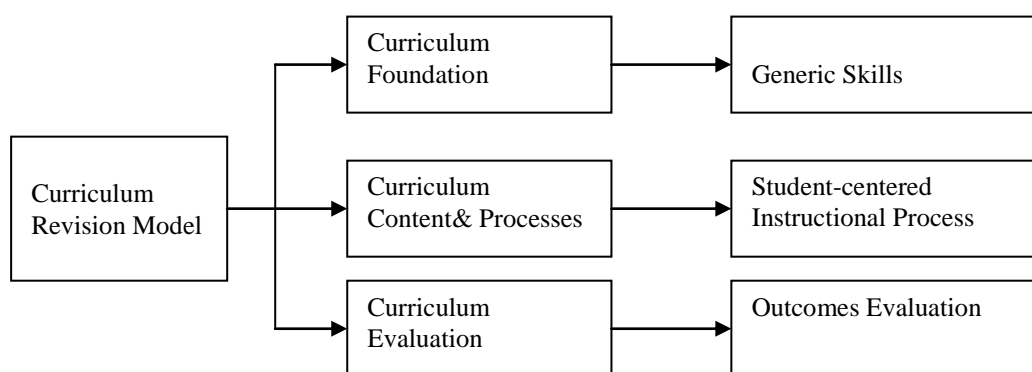 Curriculum
Foundation
Generic Skills
Curriculum
Revision Model
Curriculum
Content& Processes
Student-centered
Instructional Process
Curriculum
Evaluation
Outcomes Evaluation